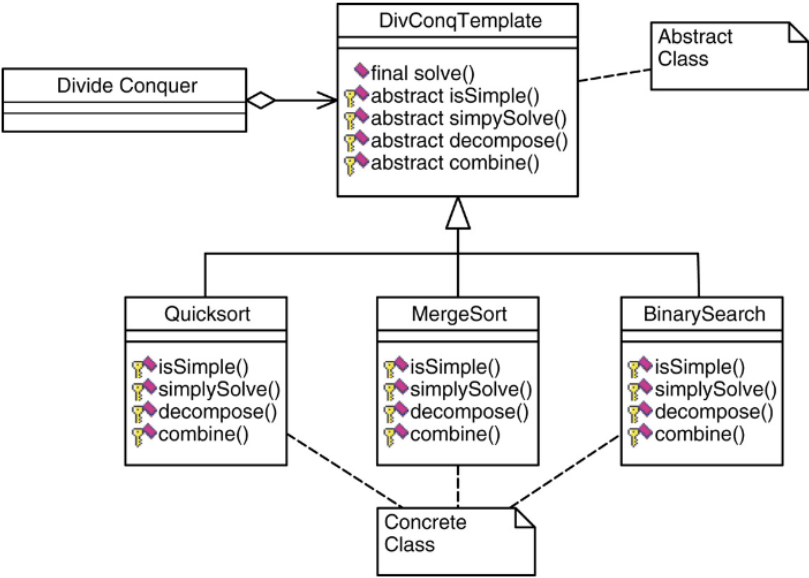 DivConqTemplate
final solve()
abstract isSimple()
abstract simpySolve()
abstract decompose()
abstract combine()
Abstract
Class
Divide Conquer
Quicksort
isSimple()
simplySolve()
decompose()
combine()
MergeSort
isSimple()
simplySolve()
decompose()
combine()
BinarySearch
isSimple()
simplySolve()
decompose()
combine()
Concrete
Class